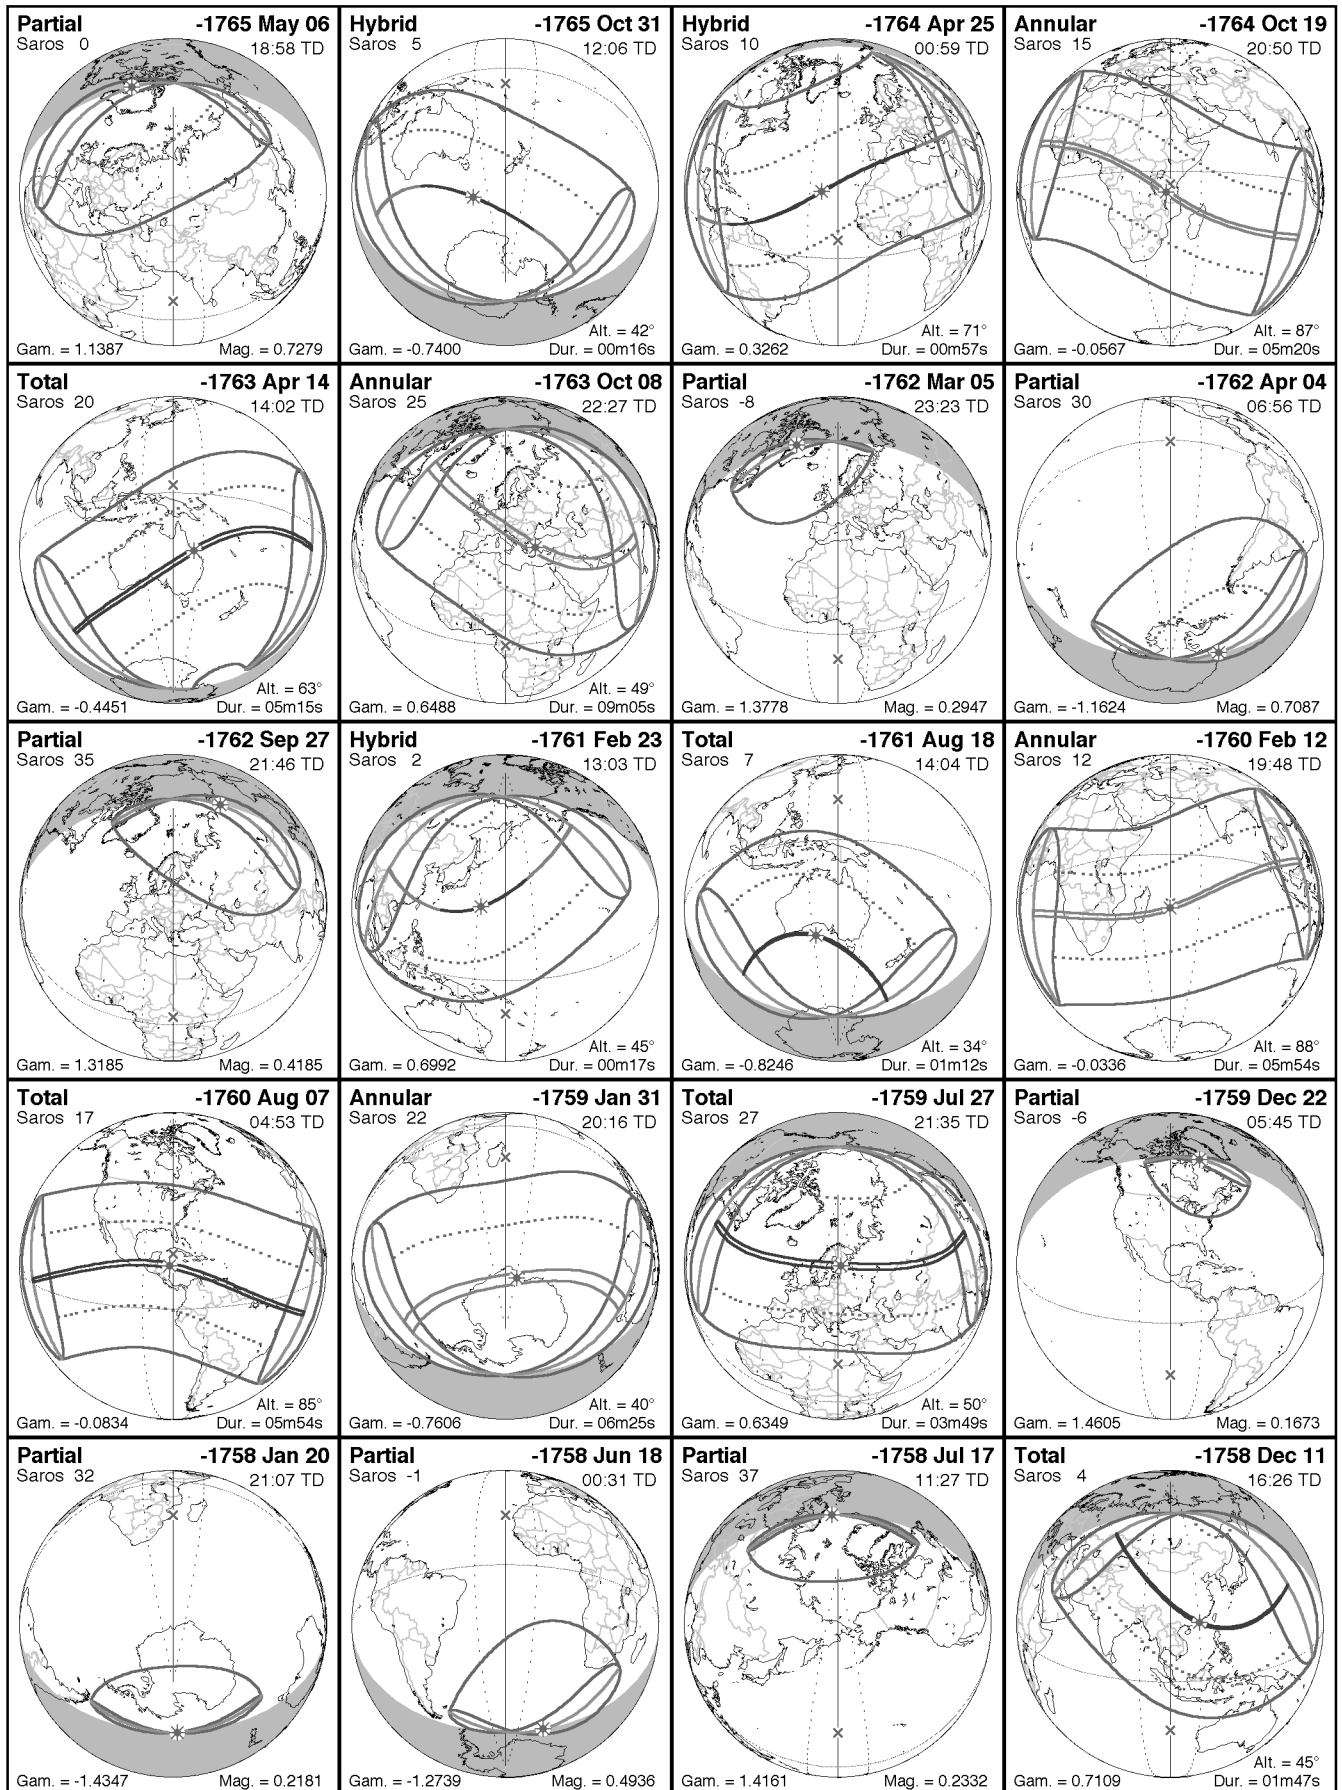 Partial -1765 May 06
Saros 0 18:58 TD
Gam. = 1.1387 Mag. = 0.7279
Hybrid -1765 Oct 31
Saros 5 12:06 TD
Alt. = 42°
Gam. = -0.7400 Dur. = 00m16s
Hybrid -1764 Apr 25
Saros 10 00:59 TD
Alt. = 71°
Gam. = 0.3262 Dur. = 00m57s
Annular -1764 Oct 19
Saros 15 20:50 TD
Alt. = 87°
Gam. = -0.0567 Dur. = 05m20s
Total -1763 Apr 14
Saros 20 14:02 TD
Alt. = 63°
Gam. = -0.4451 Dur. = 05m15s
Annular -1763 Oct 08
Saros 25 22:27 TD
Alt. = 49°
Gam. = 0.6488 Dur. = 09m05s
Partial -1762 Mar 05
Saros -8 23:23 TD
Gam. = 1.3778 Mag. = 0.2947
Partial -1762 Apr 04
Saros 30 06:56 TD
Gam. = -1.1624 Mag. = 0.7087
Partial -1762 Sep 27
Saros 35 21:46 TD
Gam. = 1.3185 Mag. = 0.4185
Hybrid -1761 Feb 23
Saros 2 13:03 TD
Alt. = 45°
Gam. = 0.6992 Dur. = 00m17s
Total -1761 Aug 18
Saros 7 14:04 TD
Alt. = 34°
Gam. = -0.8246 Dur. = 01m12s
Annular -1760 Feb 12
Saros 12 19:48 TD
Alt. = 88°
Gam. = -0.0336 Dur. = 05m54s
Total -1760 Aug 07
Saros 17 04:53 TD
Alt. = 85°
Gam. = -0.0834 Dur. = 05m54s
Annular -1759 Jan 31
Saros 22 20:16 TD
Alt. = 40°
Gam. = -0.7606 Dur. = 06m25s
Total -1759 Jul 27
Saros 27 21:35 TD
Alt. = 50°
Gam. = 0.6349 Dur. = 03m49s
Partial -1759 Dec 22
Saros -6 05:45 TD
Gam. = 1.4605 Mag. = 0.1673
Partial -1758 Jan 20
Saros 32 21:07 TD
Gam. = -1.4347 Mag. = 0.2181
Partial -1758 Jun 18
Saros -1 00:31 TD
Gam. = -1.2739 Mag. = 0.4936
Partial -1758 Jul 17
Saros 37 11:27 TD
Gam. = 1.4161 Mag. = 0.2332
Total -1758 Dec 11
Saros 4 16:26 TD
Alt. = 45°
Gam. = 0.7109 Dur. = 01m47s